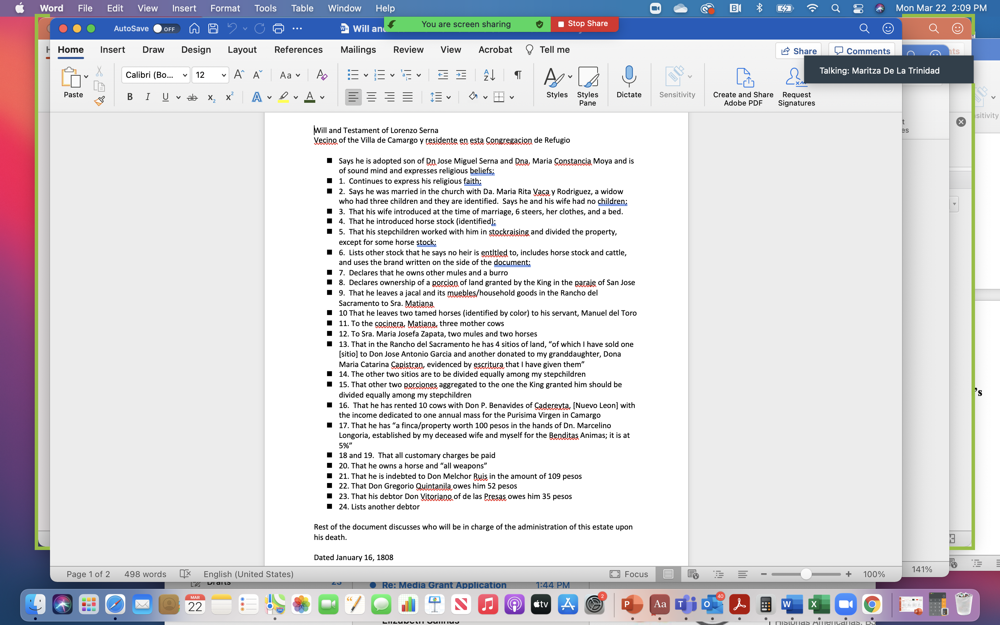 Word File Edit View Insert Format Tools Table Window Help Mon Mar 22 2:09 PM
AutoSave OFF Will and You are screen sharing Stop Share
Home Insert Draw Design Layout References Mailings Review View Acrobat Tell me Share Comments
Talking: Maritza De La Trinidad
Calibri (Bo... 12
Paste Styles Styles Pane Dictate Sensitivity Create and Share Adobe PDF Request Signatures
Will and Testament of Lorenzo Serna
Vecino of the Villa de Camargo y residente en esta Congregacion de Refugio
■ Says he is adopted son of Dn Jose Miguel Serna and Dna. Maria Constancia Moya and is
of sound mind and expresses religious beliefs;
■ 1. Continues to express his religious faith;
■ 2. Says he was married in the church with Da. Maria Rita Vaca y Rodriguez, a widow
who had three children and they are identified. Says he and his wife had no children;
■ 3. That his wife introduced at the time of marriage, 6 steers, her clothes, and a bed.
■ 4. That he introduced horse stock (identified);
■ 5. That his stepchildren worked with him in stockraising and divided the property,
except for some horse stock;
■ 6. Lists other stock that he says no heir is entltled to, includes horse stock and cattle,
and uses the brand written on the side of the document;
■ 7. Declares that he owns other mules and a burro
■ 8. Declares ownership of a porcion of land granted by the King in the paraje of San Jose
■ 9. That he leaves a jacal and its muebles/household goods in the Rancho del
Sacramento to Sra. Matiana
■ 10 That he leaves two tamed horses (identified by color) to his servant, Manuel del Toro
■ 11. To the cocinera, Matiana, three mother cows
■ 12. To Sra. Maria Josefa Zapata, two mules and two horses
■ 13. That in the Rancho del Sacramento he has 4 sitios of land, “of which I have sold one
[sitio] to Don Jose Antonio Garcia and another donated to my granddaughter, Dona
Maria Catarina Capistran, evidenced by escritura that I have given them”
■ 14. The other two sitios are to be divided equally among my stepchildren
■ 15. That other two porciones aggregated to the one the King granted him should be
divided equally among my stepchildren
■ 16. That he has rented 10 cows with Don P. Benavides of Cadereyta, [Nuevo Leon] with
the income dedicated to one annual mass for the Purisima Virgen in Camargo
■ 17. That he has “a finca/property worth 100 pesos in the hands of Dn. Marcelino
Longoria, established by my deceased wife and myself for the Benditas Animas; it is at
5%”
■ 18 and 19. That all customary charges be paid
■ 20. That he owns a horse and “all weapons”
■ 21. That he is indebted to Don Melchor Ruis in the amount of 109 pesos
■ 22. That Don Gregorio Quintanila owes him 52 pesos
■ 23. That his debtor Don Vitoriano of de las Presas owes him 35 pesos
■ 24. Lists another debtor
Rest of the document discusses who will be in charge of the administration of this estate upon
his death.
Dated January 16, 1808
’s
Page 1 of 2 498 words English (United States) Focus 100% 141%
Drafts 23 Re: Media Grant Application 1:44 PM
MAR 22 280 tv 2 P Aa T O 40 W X
Elizabeth Salinas Historias Americanas: B3